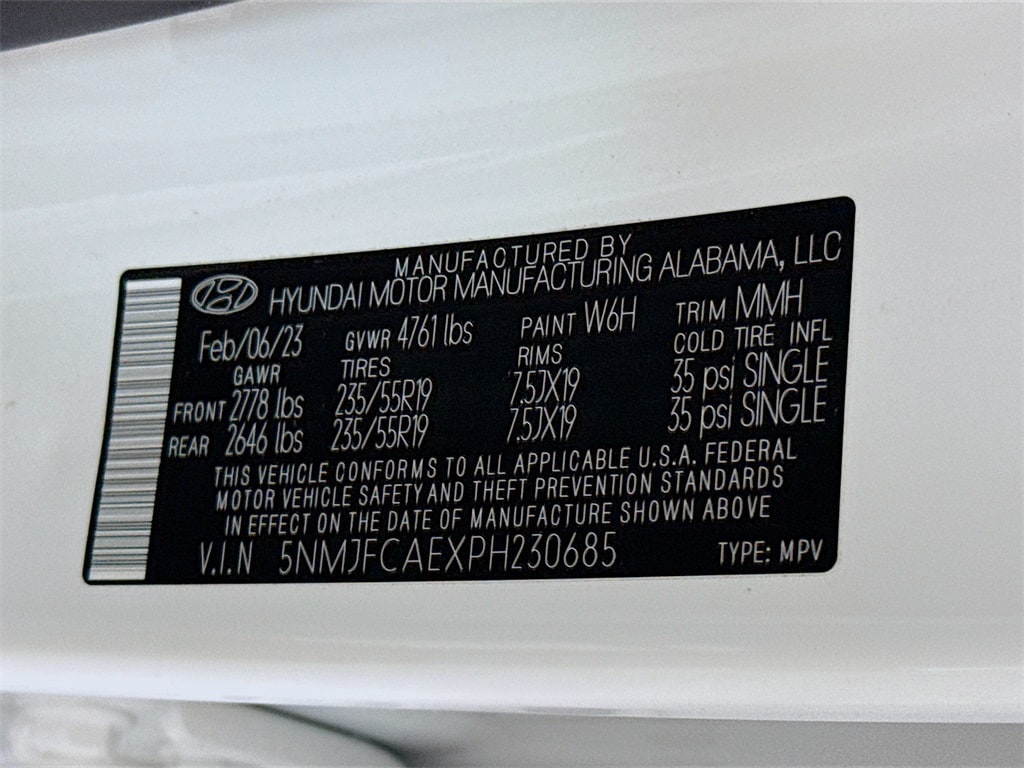 MANUFACTURED BY
HYUNDAI MOTOR MANUFACTURING ALABAMA, LLC
Feb/06/23 GVWR 4761 lbs PAINT W6H TRIM MMH
GAWR TIRES RIMS COLD TIRE INFL
FRONT 2778 lbs 235/55R19 7.5JX19 35 psi SINGLE
REAR 2646 lbs 235/55R19 7.5JX19 35 psi SINGLE
THIS VEHICLE CONFORMS TO ALL APPLICABLE U.S.A. FEDERAL
MOTOR VEHICLE SAFETY AND THEFT PREVENTION STANDARDS
IN EFFECT ON THE DATE OF MANUFACTURE SHOWN ABOVE
V.I.N 5NMJFCAEXPH230685 TYPE: MPV